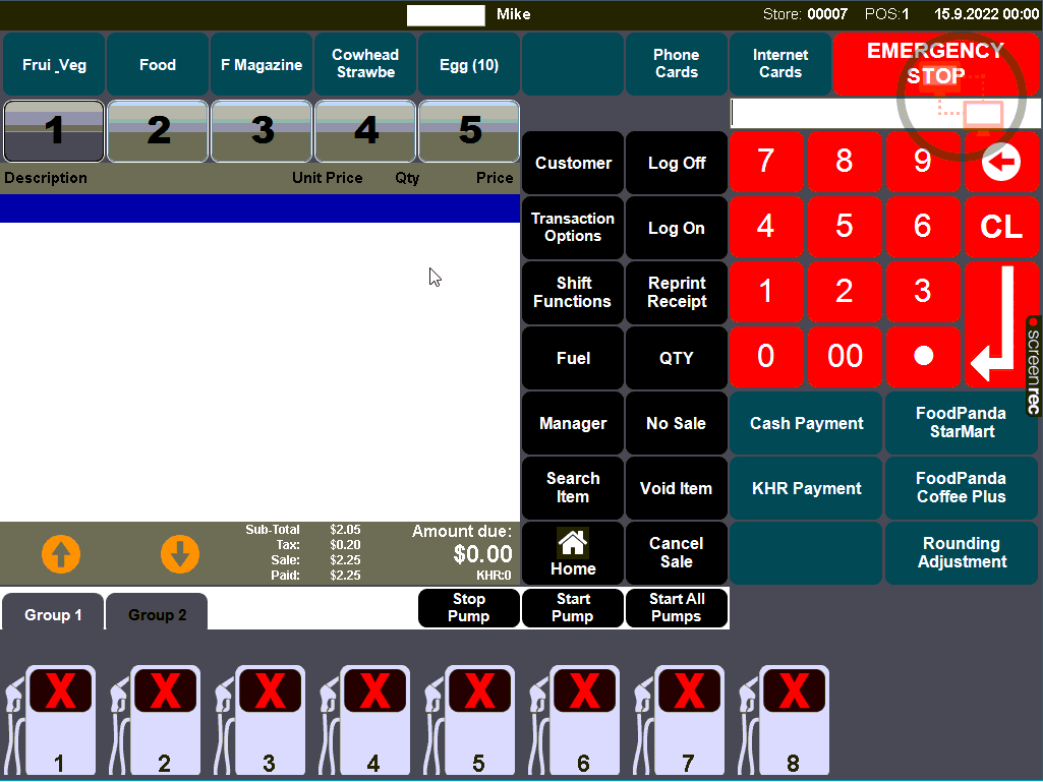 Mike
Store: 00007 POS:1 15.9.2022 00:00
Frui_Veg
Food
F Magazine
Cowhead
Strawbe
Egg (10)
Phone
Cards
Internet
Cards
EMERGENCY
STOP
1
2
3
4
5
Description Unit Price Qty Price
Customer
Log Off
Transaction
Options
Log On
Shift
Functions
Reprint
Receipt
Fuel
QTY
Manager
No Sale
Search
Item
Void Item
Home
Cancel
Sale
7 8 9
4 5 6 CL
1 2 3
0 00
Cash Payment
FoodPanda
StarMart
KHR Payment
FoodPanda
Coffee Plus
Rounding
Adjustment
screenrec
Sub-Total $2.05
Tax: $0.20
Sale: $2.25
Paid: $2.25
Amount due:
$0.00
KHR:0
Group 1
Group 2
Stop
Pump
Start
Pump
Start All
Pumps
X X X X X X X X
1 2 3 4 5 6 7 8